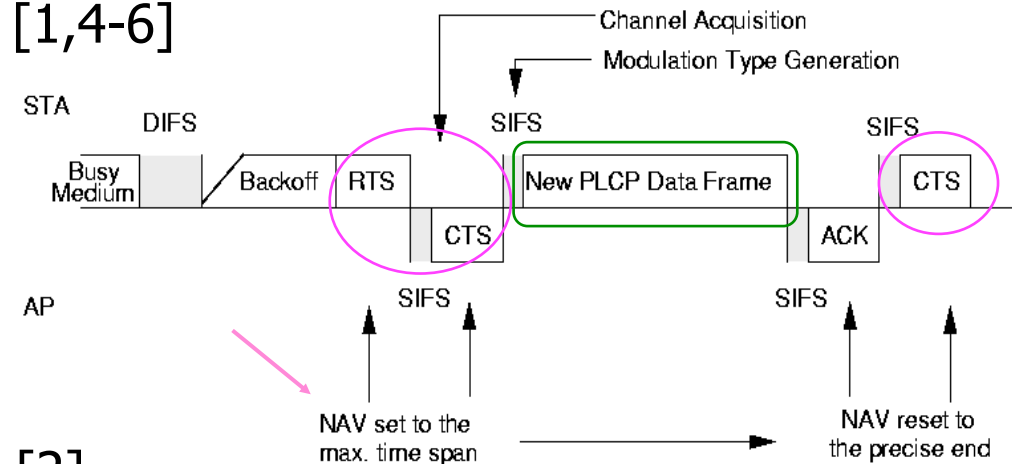 [1,4-6]
Channel Acquisition
Modulation Type Generation
STA
DIFS
SIFS
SIFS
Busy
Medium
Backoff
RTS
New PLCP Data Frame
CTS
CTS
ACK
AP
SIFS
SIFS
NAV set to the
max. time span
NAV reset to
the precise end